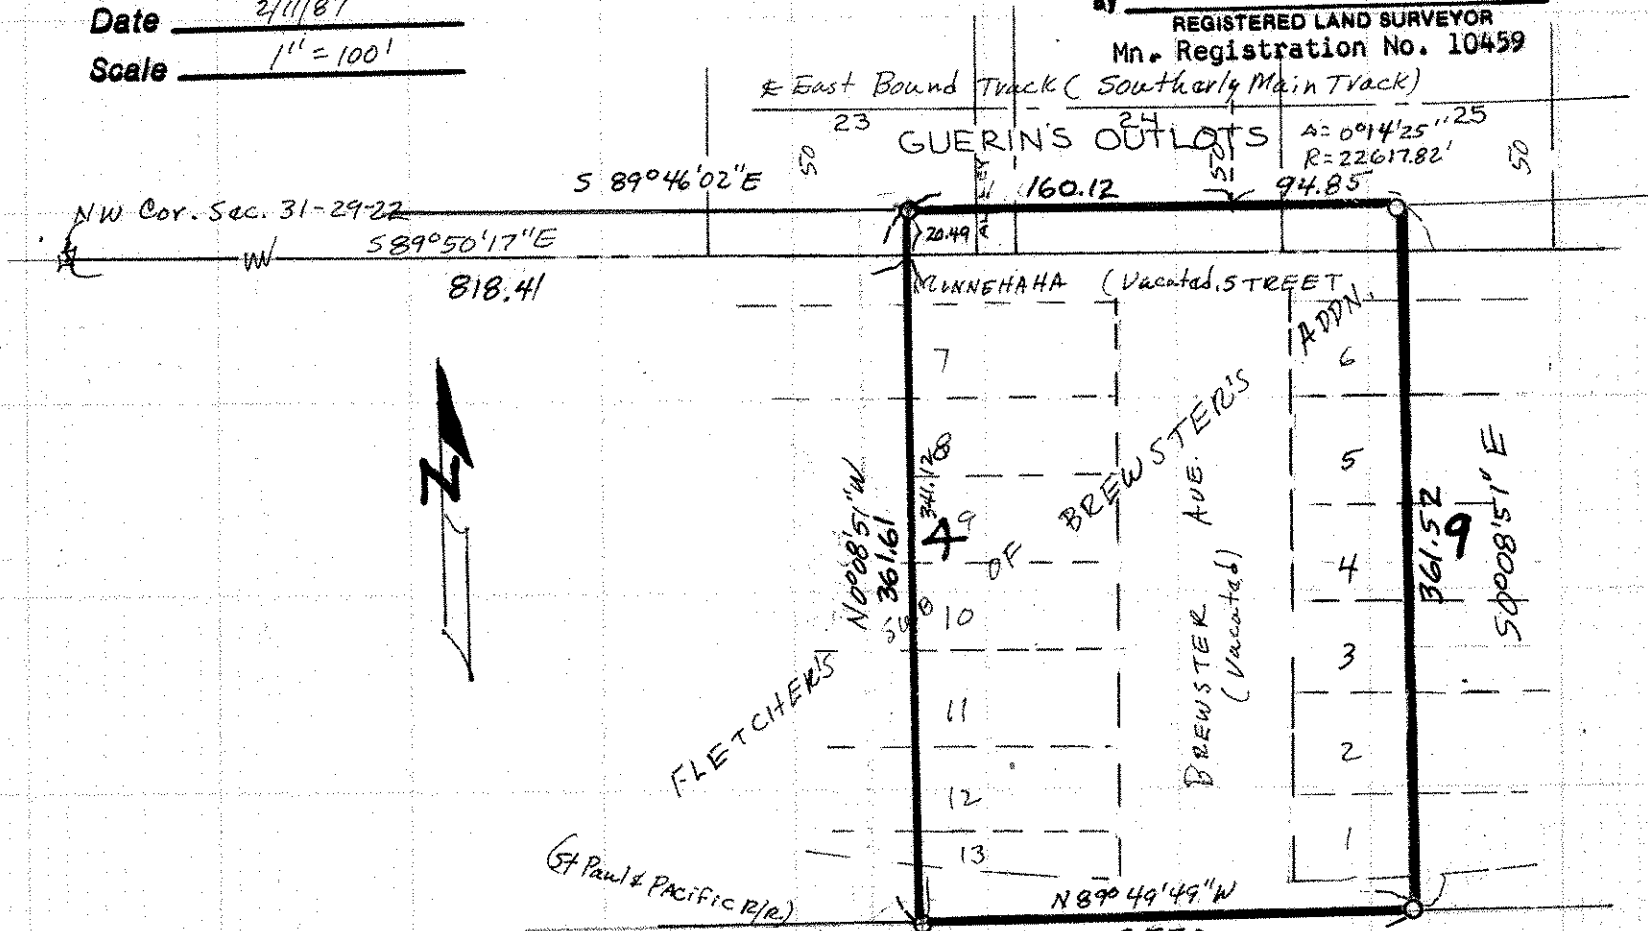 Date 2/11/87
Scale 1" = 100'
By
REGISTERED LAND SURVEYOR
Mn. Registration No. 10459
℄ East Bound Track ( Southerly Main Track)
23
24
25
GUERIN'S OUTLOTS
Δ= 0°14'25"
R=22617.82'
50
50
50
S 89°46'02"E
160.12
94.85
NW Cor. Sec. 31-29-22
S89°50'17"E
818.41
20.49
ALLEY
MINNEHAHA (Vacated) STREET
ADDN.
7
6
8
5
9
4
10
3
11
2
12
1
13
N0°08'51"W
361.61
341.12
4
361.52
9
S0°08'51"E
FLETCHER'S SUB OF BREWSTER'S
BREWSTER AVE.
(Vacated)
Z
(St Paul & Pacific R/R)
N89°49'49"W